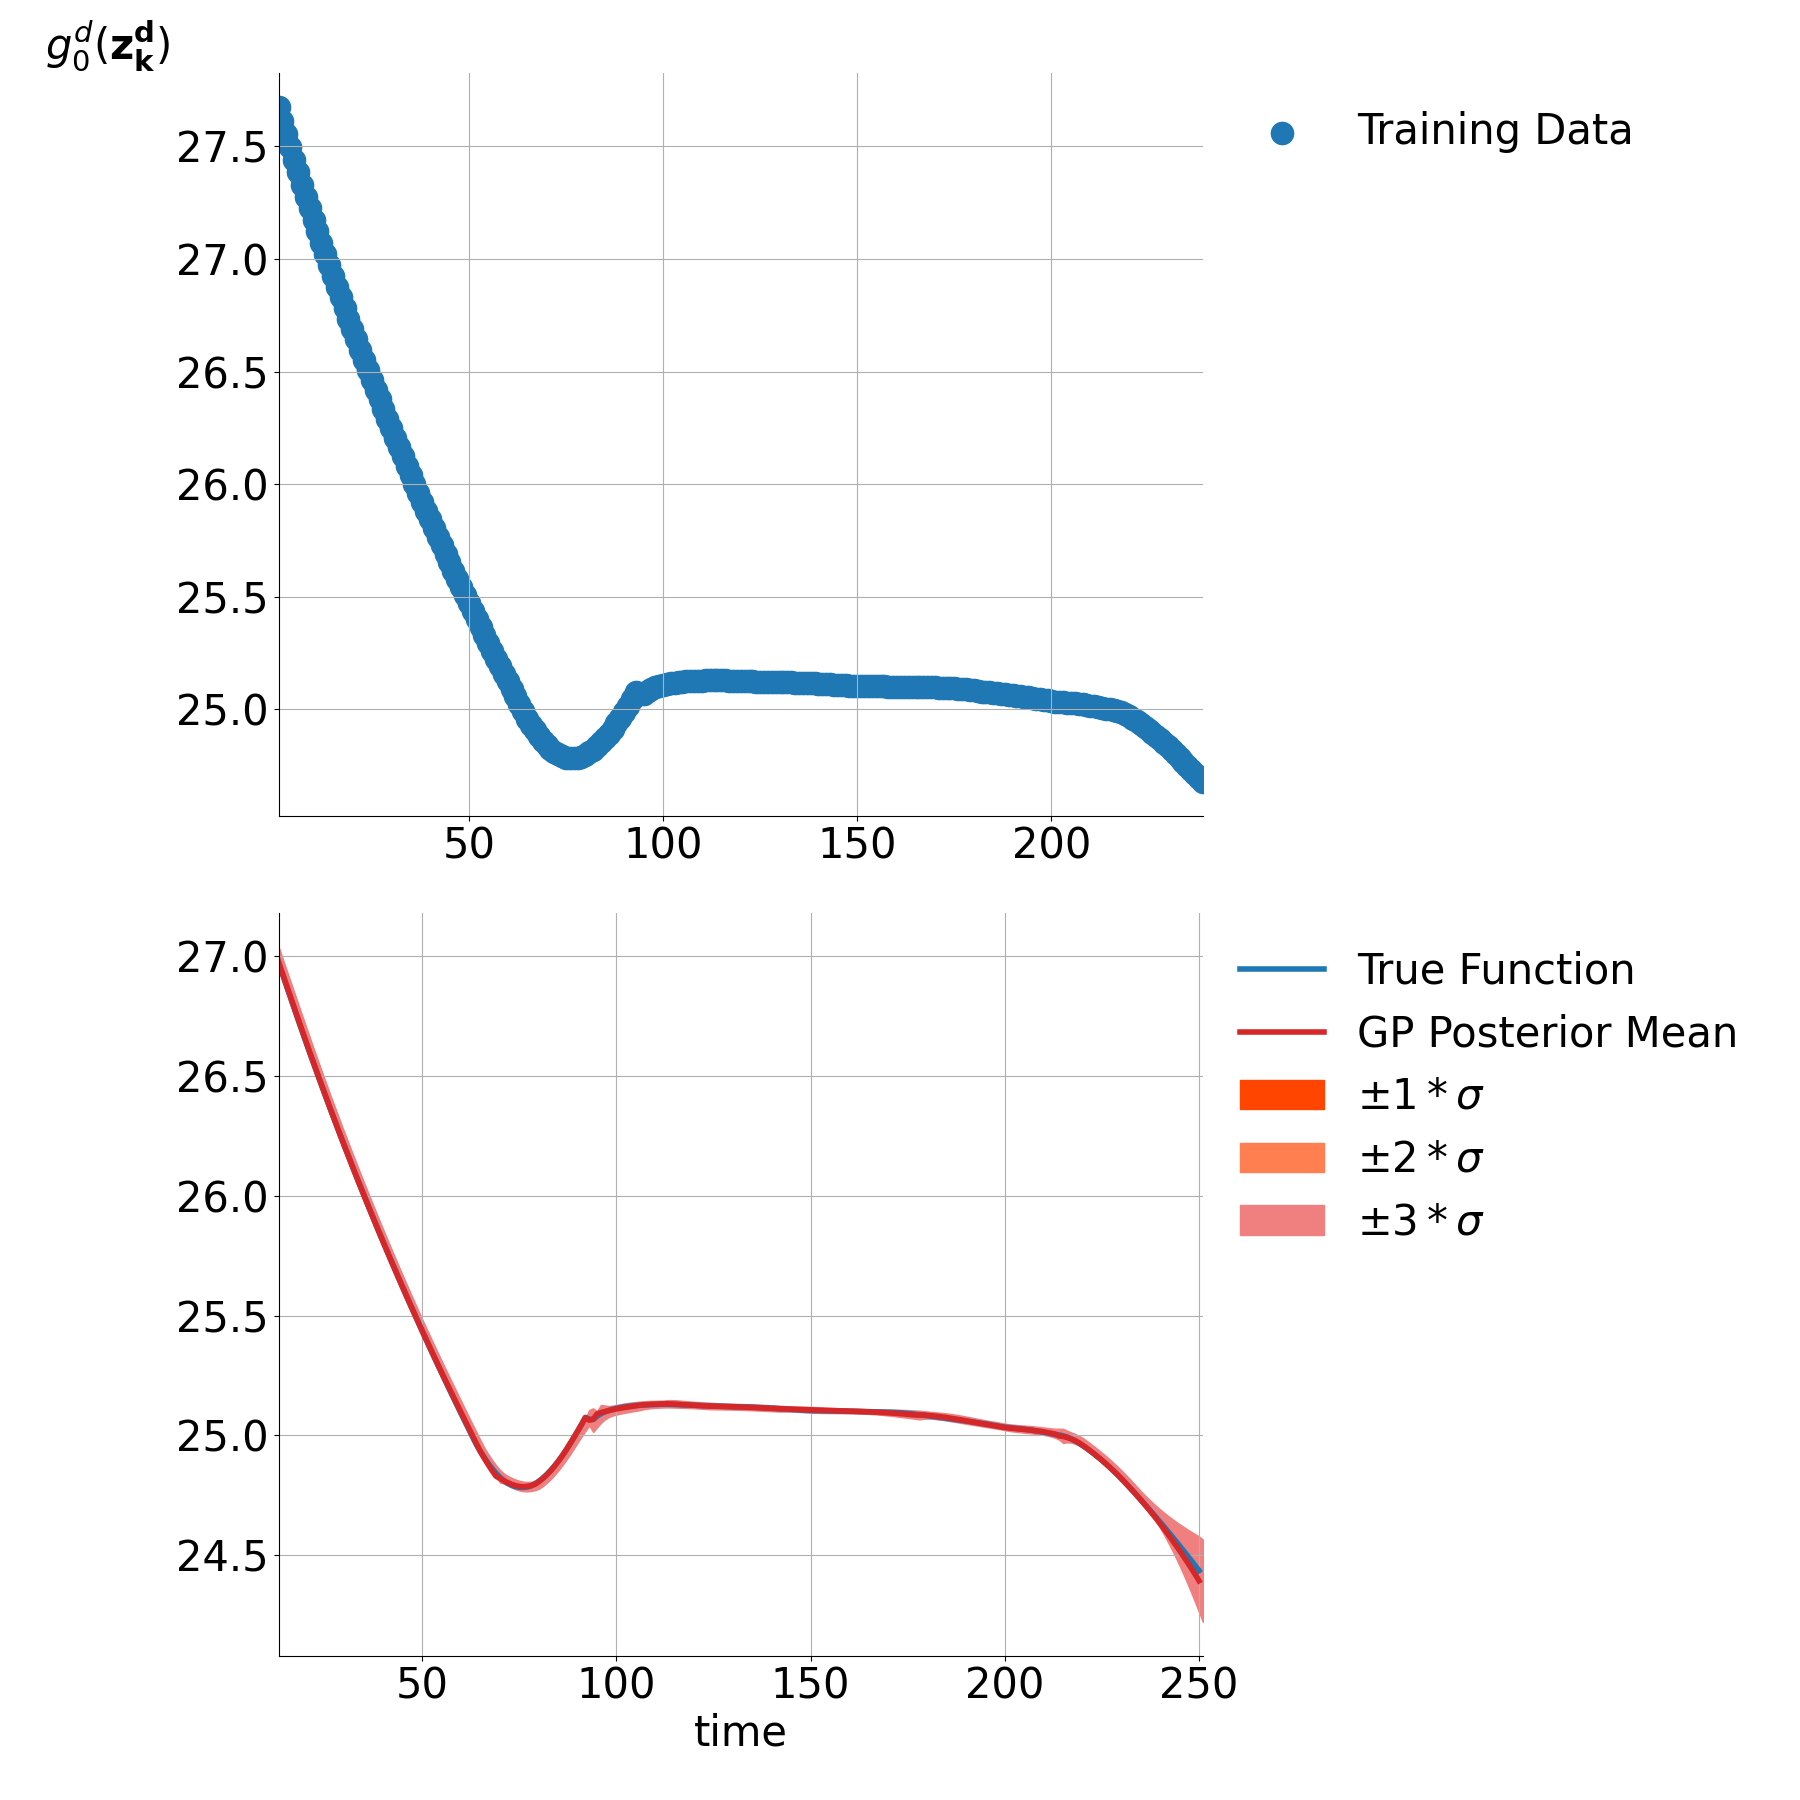 $g_0^d(\mathbf{z_k^d})$
Training Data
27.5
27.0
26.5
26.0
25.5
25.0
50 100 150 200
True Function
GP Posterior Mean
±1 * σ
±2 * σ
±3 * σ
27.0
26.5
26.0
25.5
25.0
24.5
50 100 150 200 250
time